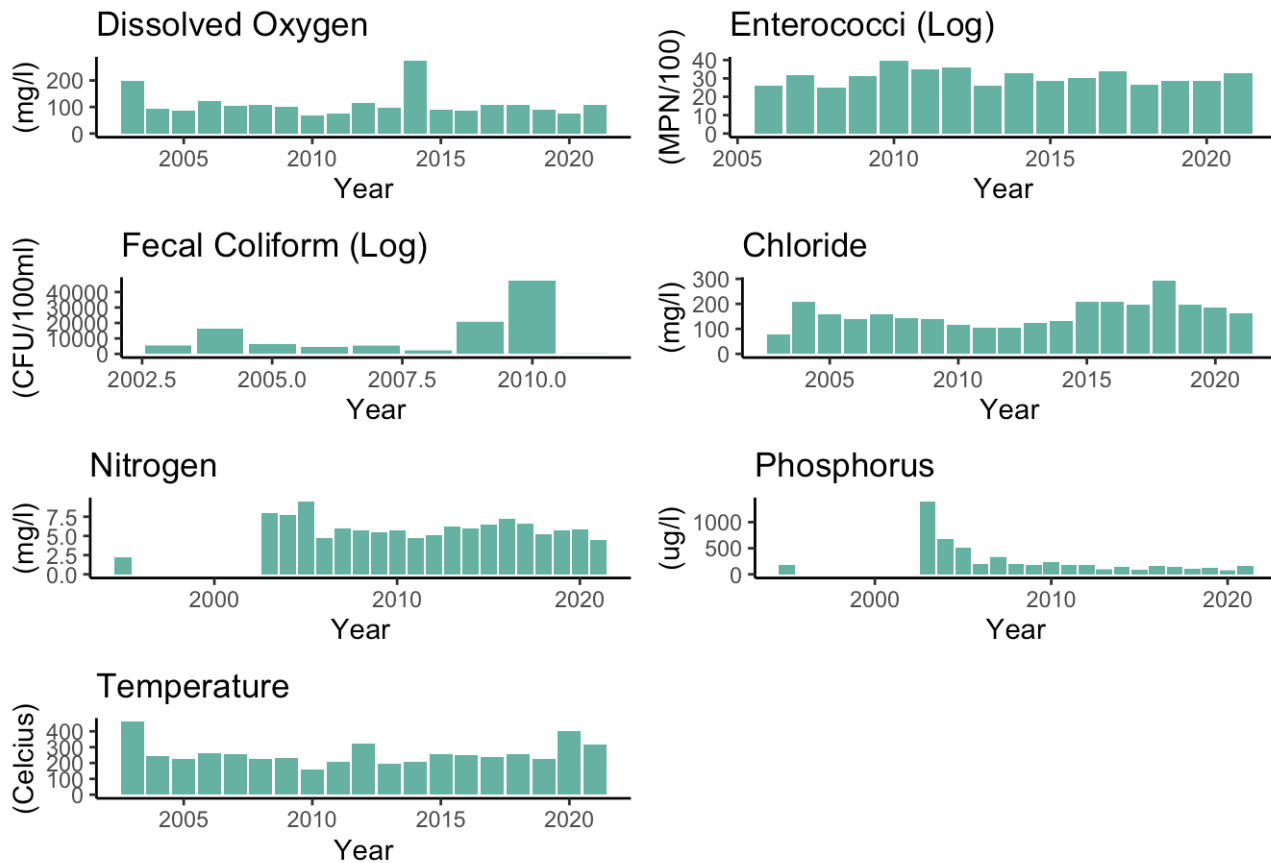 Dissolved Oxygen
(mg/l)
200
100
0
2005 2010 2015 2020
Year
Enterococci (Log)
(MPN/100)
40
30
20
10
0
2005 2010 2015 2020
Year
Fecal Coliform (Log)
(CFU/100ml)
40000
30000
20000
10000
0
2002.5 2005.0 2007.5 2010.0
Year
Chloride
(mg/l)
300
200
100
0
2005 2010 2015 2020
Year
Nitrogen
(mg/l)
7.5
5.0
2.5
0.0
2000 2010 2020
Year
Phosphorus
(ug/l)
1000
500
0
2000 2010 2020
Year
Temperature
(Celcius)
400
300
200
100
0
2005 2010 2015 2020
Year